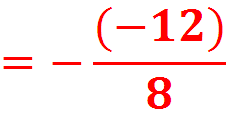 = − (−12) / 8